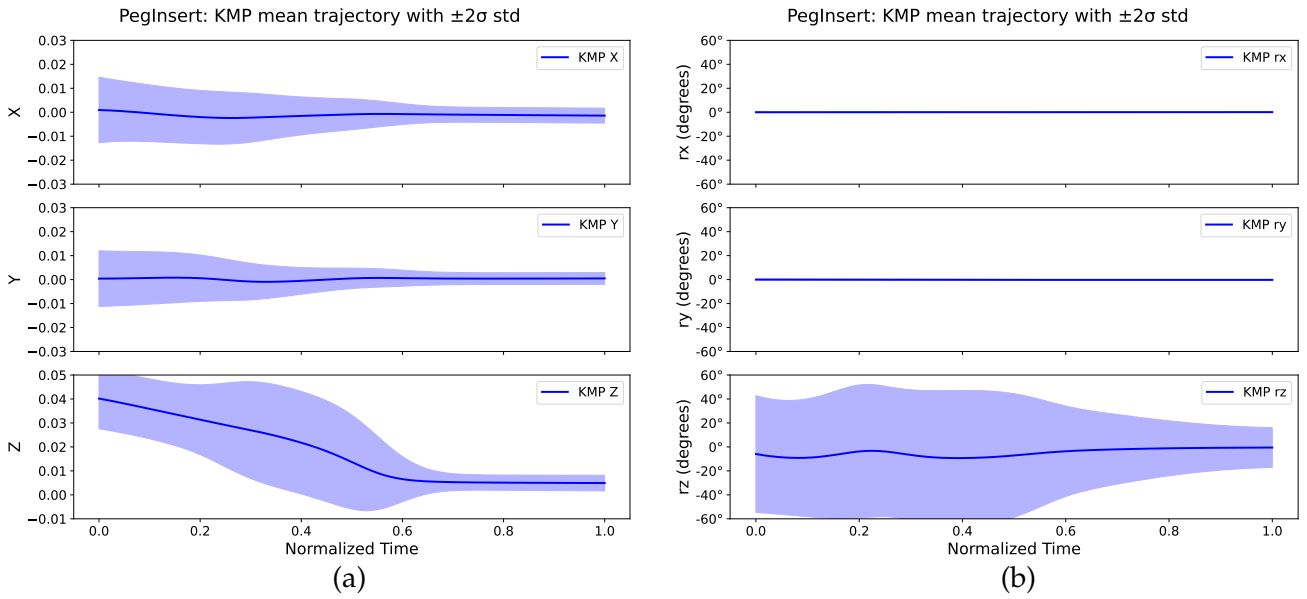 PegInsert: KMP mean trajectory with ±2σ std
0.03
0.02
0.01
0.00
−0.01
−0.02
−0.03
X
KMP X
0.03
0.02
0.01
0.00
−0.01
−0.02
−0.03
Y
KMP Y
0.05
0.04
0.03
0.02
0.01
0.00
−0.01
Z
KMP Z
0.0 0.2 0.4 0.6 0.8 1.0
Normalized Time
(a)
PegInsert: KMP mean trajectory with ±2σ std
60°
40°
20°
0°
-20°
-40°
-60°
rx (degrees)
KMP rx
60°
40°
20°
0°
-20°
-40°
-60°
ry (degrees)
KMP ry
60°
40°
20°
0°
-20°
-40°
-60°
rz (degrees)
KMP rz
0.0 0.2 0.4 0.6 0.8 1.0
Normalized Time
(b)